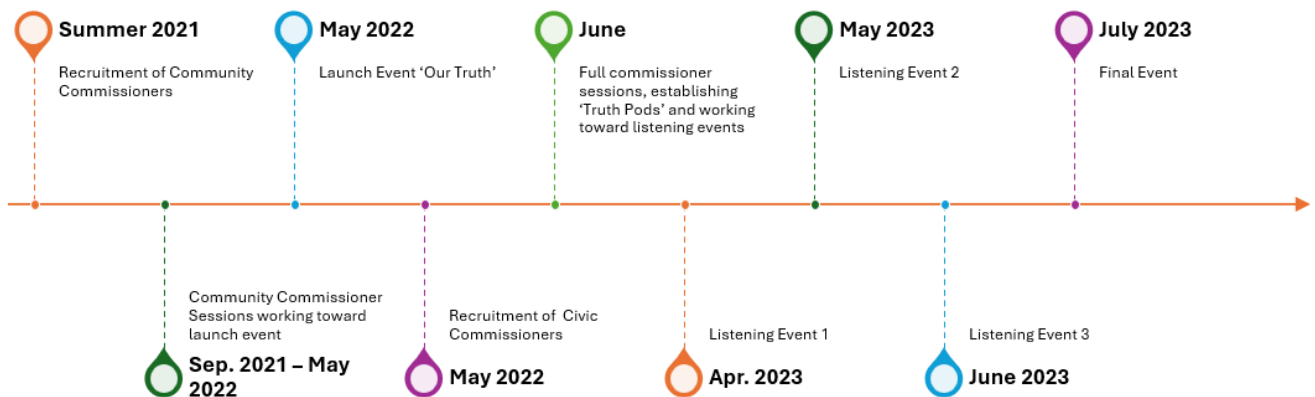 Summer 2021
Recruitment of Community
Commissioners
May 2022
Launch Event ‘Our Truth’
June
Full commissioner
sessions, establishing
‘Truth Pods’ and working
toward listening events
May 2023
Listening Event 2
July 2023
Final Event
Community Commissioner
Sessions working toward
launch event
Sep. 2021 – May
2022
Recruitment of Civic
Commissioners
May 2022
Listening Event 1
Apr. 2023
Listening Event 3
June 2023